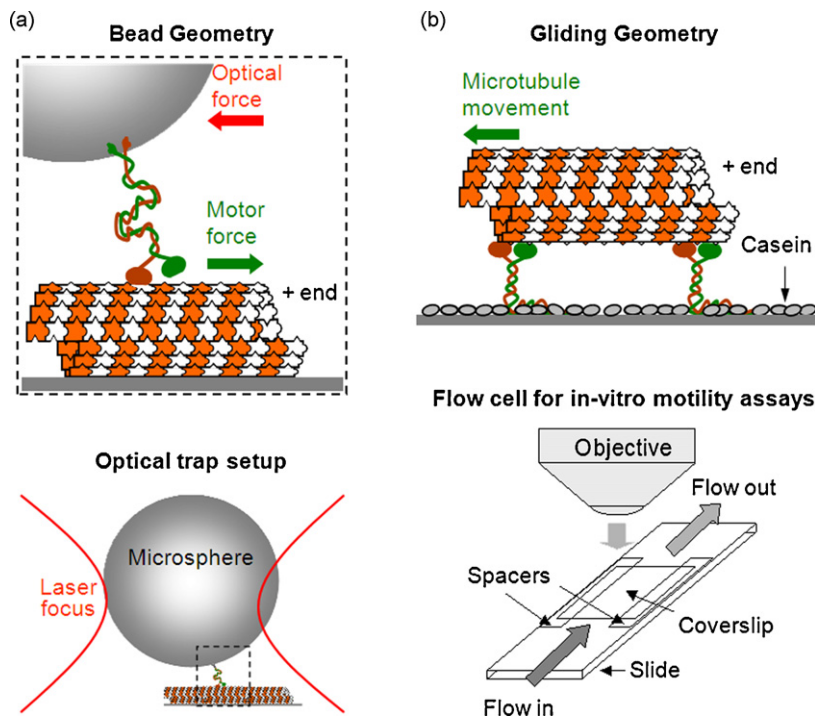 (a)
Bead Geometry
Optical
force
Motor
force
+ end
Optical trap setup
Microsphere
Laser
focus
(b)
Gliding Geometry
Microtubule
movement
+ end
Casein
Flow cell for in-vitro motility assays
Objective
Flow out
Spacers
Coverslip
Slide
Flow in